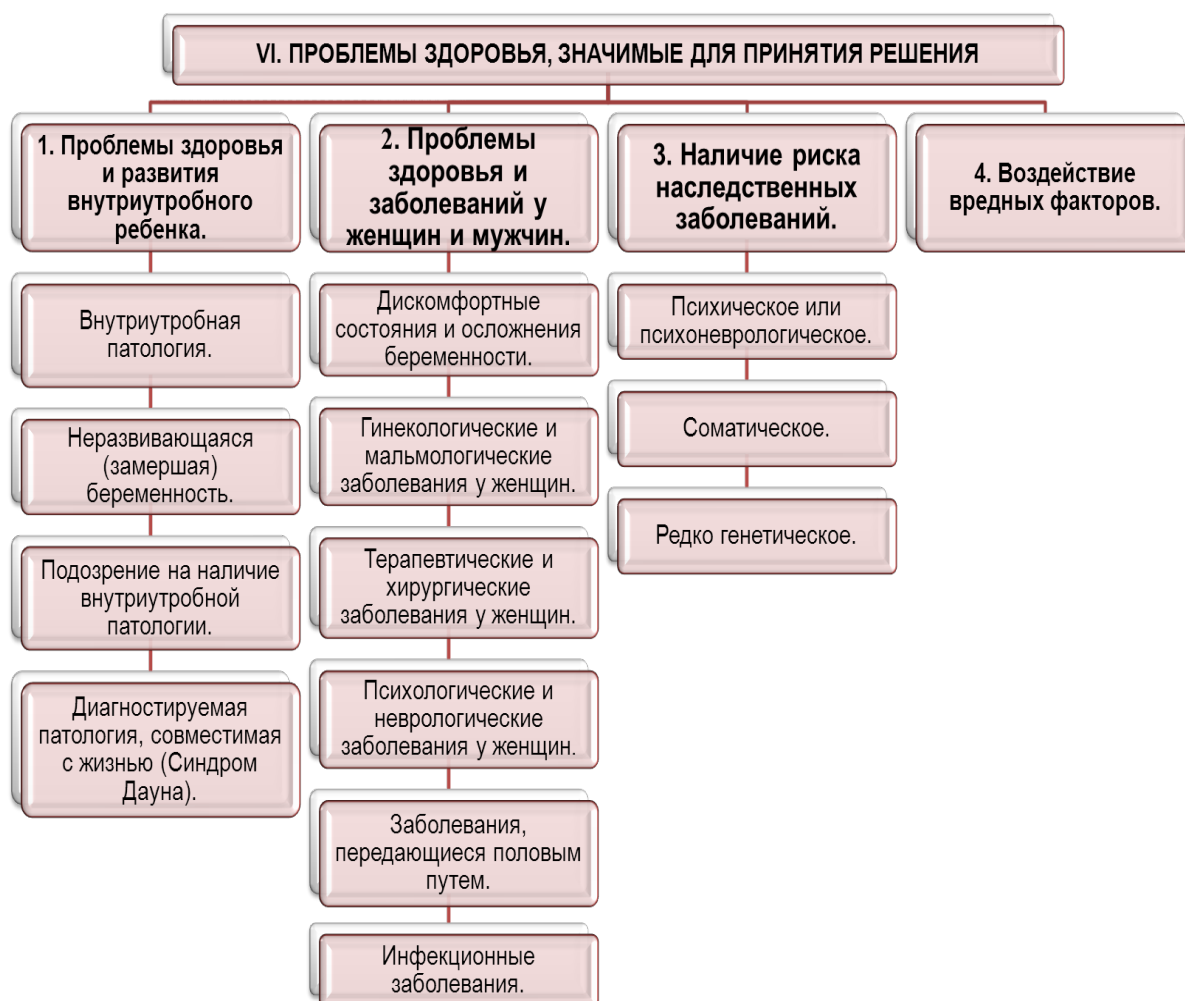 VI. ПРОБЛЕМЫ ЗДОРОВЬЯ, ЗНАЧИМЫЕ ДЛЯ ПРИНЯТИЯ РЕШЕНИЯ
1. Проблемы здоровья
и развития
внутриутробного
ребенка.
Внутриутробная
патология.
Неразвивающаяся
(замершая)
беременность.
Подозрение на наличие
внутриутробной
патологии.
Диагностируемая
патология, совместимая
с жизнью (Синдром
Дауна).
2. Проблемы
здоровья и
заболеваний у
женщин и мужчин.
Дискомфортные
состояния и осложнения
беременности.
Гинекологические и
мальмологические
заболевания у женщин.
Терапевтические и
хирургические
заболевания у женщин.
Психологические и
неврологические
заболевания у женщин.
Заболевания,
передающиеся половым
путем.
Инфекционные
заболевания.
3. Наличие риска
наследственных
заболеваний.
Психическое или
психоневрологическое.
Соматическое.
Редко генетическое.
4. Воздействие
вредных факторов.